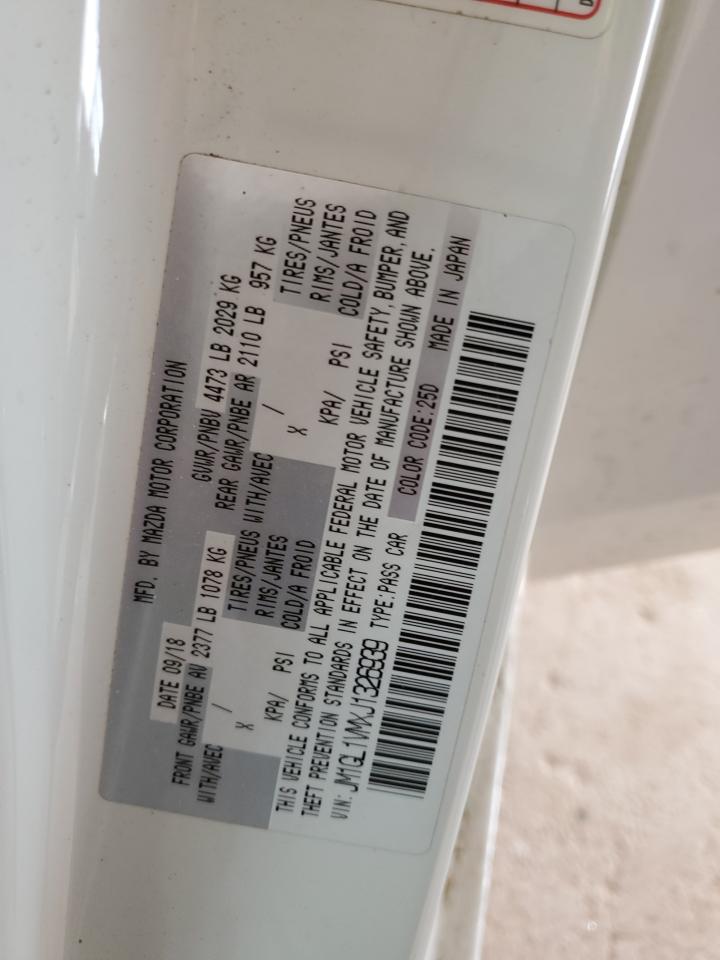 MFD. BY MAZDA MOTOR CORPORATION
DATE 09/18 GVWR/PNBV 4473 LB 2029 KG
FRONT GAWR/PNBE AV 2377 LB 1078 KG REAR GAWR/PNBE AR 2110 LB 957 KG
WITH/AVEC / TIRES/PNEUS WITH/AVEC / TIRES/PNEUS
X RIMS/JANTES X RIMS/JANTES
KPA/ PSI COLD/A FROID KPA/ PSI COLD/A FROID
THIS VEHICLE CONFORMS TO ALL APPLICABLE FEDERAL MOTOR VEHICLE SAFETY, BUMPER, AND
THEFT PREVENTION STANDARDS IN EFFECT ON THE DATE OF MANUFACTURE SHOWN ABOVE.
VIN: JM1GL1WMXJ1326939 TYPE:PASS CAR COLOR CODE:25D MADE IN JAPAN